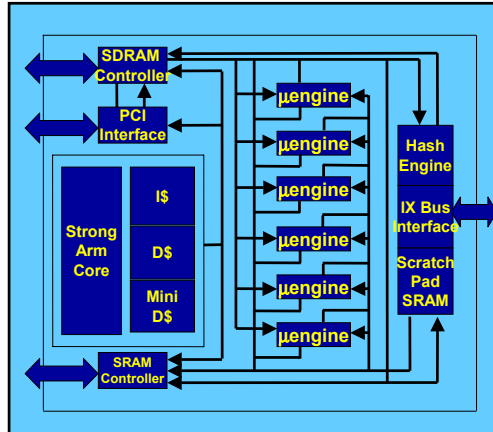 SDRAM
Controller
PCI
Interface
Strong
Arm
Core
I$
D$
Mini
D$
SRAM
Controller
µengine
µengine
µengine
µengine
µengine
µengine
Hash
Engine
IX Bus
Interface
Scratch
Pad
SRAM